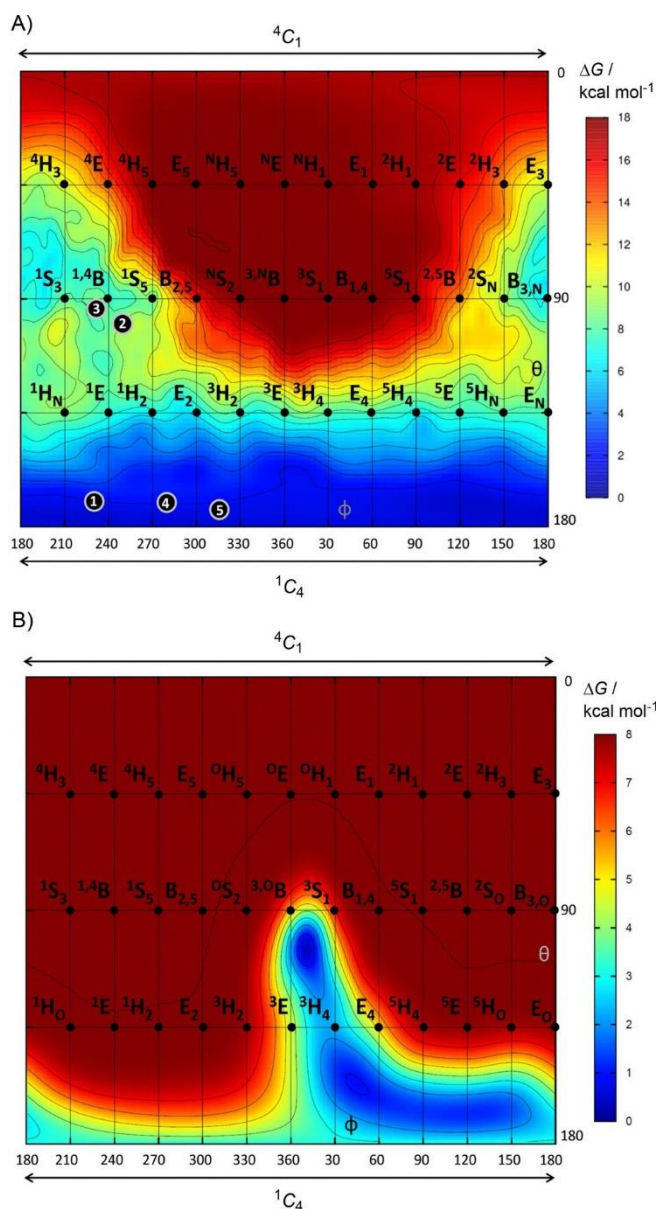 A)
⁴C₁
0
ΔG /
kcal mol⁻¹
⁴H₃ ⁴E ⁴H₅ E₅ ᴺH₅ ᴺE ᴺH₁ E₁ ²H₁ ²E ²H₃ E₃
18
16
14
12
10
8
6
4
2
0
¹S₃ ¹,⁴B ¹S₅ B₂,₅ ᴺS₂ ³,ᴺB ³S₁ B₁,₄ ⁵S₁ ²,⁵B ²Sɴ B₃,ɴ 90
3
2
θ
¹Hɴ ¹E ¹H₂ E₂ ³H₂ ³E ³H₄ E₄ ⁵H₄ ⁵E ⁵Hɴ Eɴ
1 4 5 ϕ
180
180 210 240 270 300 330 360 30 60 90 120 150 180
¹C₄
B)
⁴C₁
0
ΔG /
kcal mol⁻¹
⁴H₃ ⁴E ⁴H₅ E₅ ᴼH₅ ᴼE ᴼH₁ E₁ ²H₁ ²E ²H₃ E₃
8
7
6
5
4
3
2
1
0
¹S₃ ¹,⁴B ¹S₅ B₂,₅ ᴼS₂ ³,ᴼB ³S₁ B₁,₄ ⁵S₁ ²,⁵B ²Sₒ B₃,ₒ 90
θ
¹Hₒ ¹E ¹H₂ E₂ ³H₂ ³E ³H₄ E₄ ⁵H₄ ⁵E ⁵Hₒ Eₒ
ϕ
180
180 210 240 270 300 330 360 30 60 90 120 150 180
¹C₄